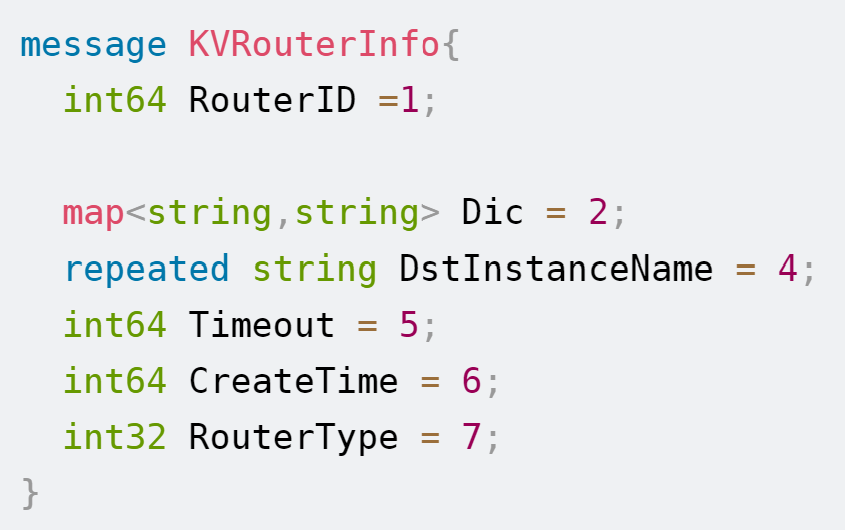 message KVRouterInfo{
int64 RouterID =1;
map<string,string> Dic = 2;
repeated string DstInstanceName = 4;
int64 Timeout = 5;
int64 CreateTime = 6;
int32 RouterType = 7;
}